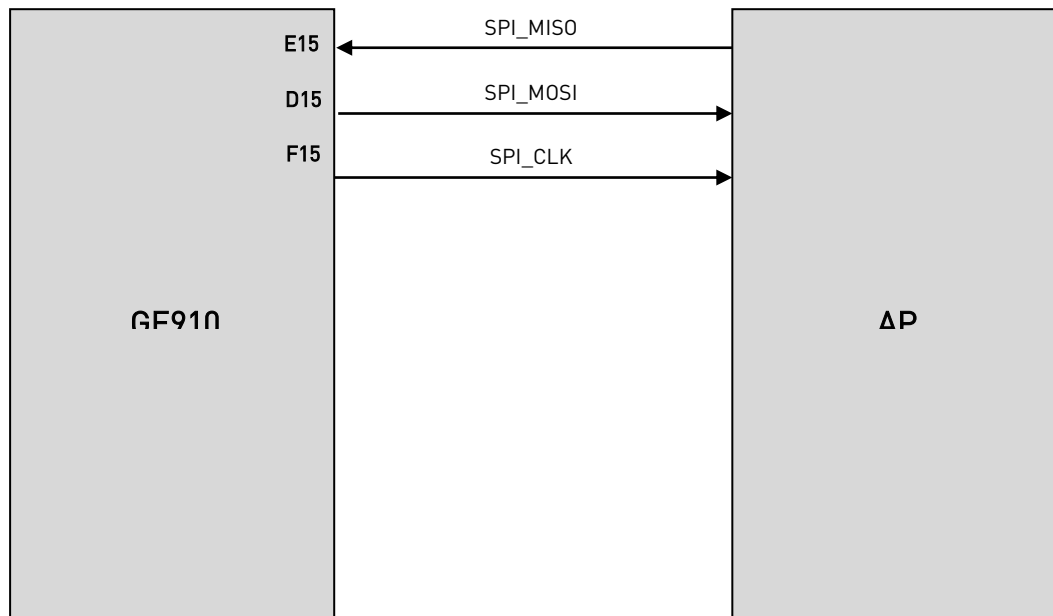 SPI_MISO
E15
SPI_MOSI
D15
SPI_CLK
F15
GE910
AP